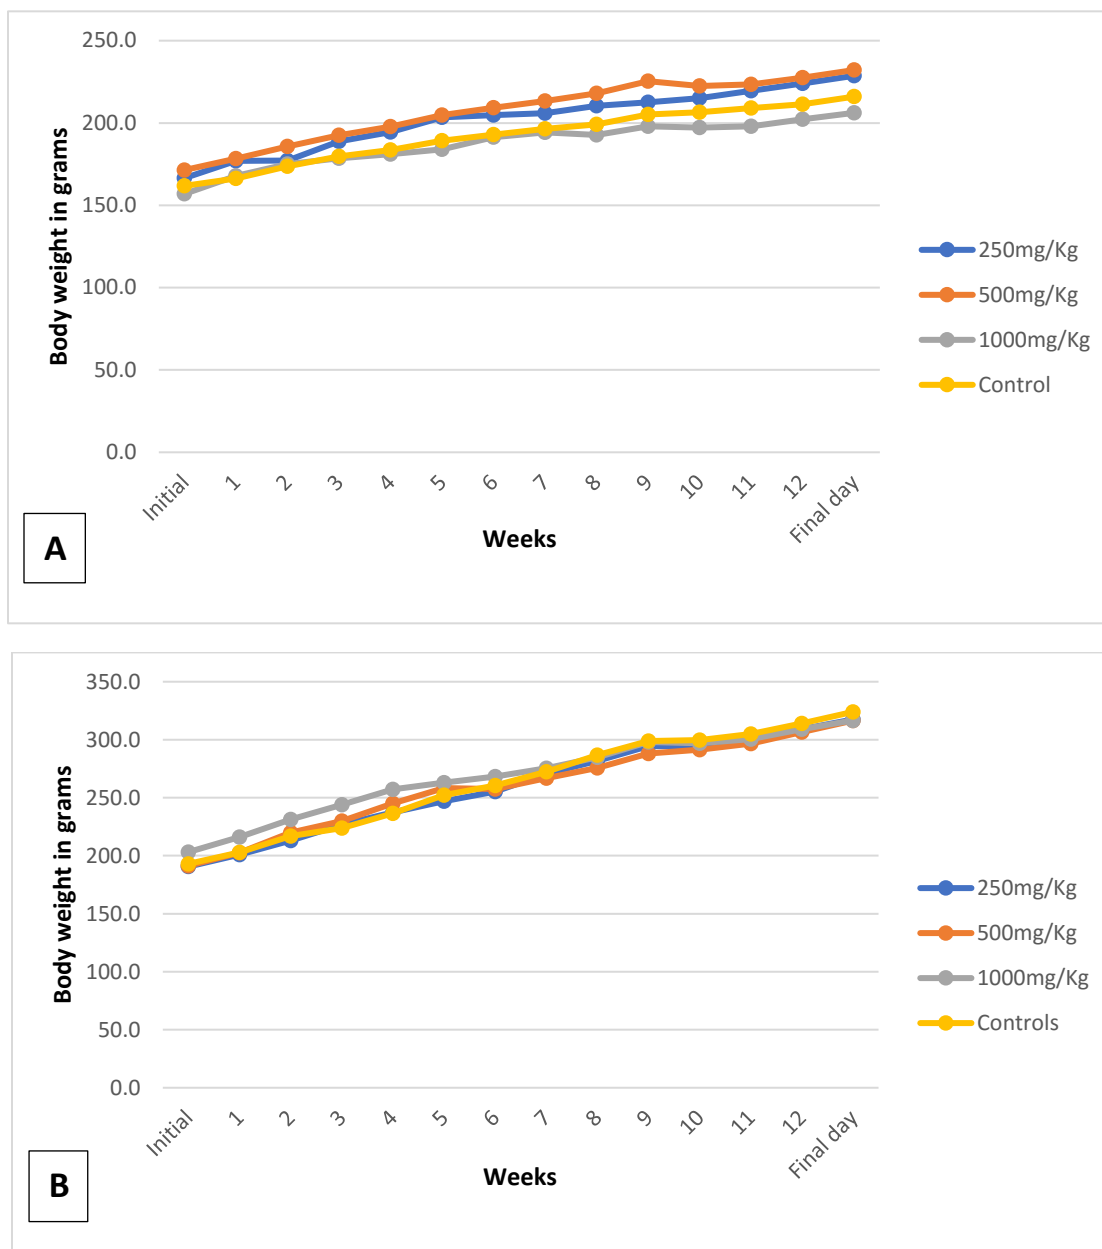 250.0
200.0
150.0
100.0
50.0
0.0
Body weight in grams
Initial 1 2 3 4 5 6 7 8 9 10 11 12 Final day
Weeks
250mg/Kg
500mg/Kg
1000mg/Kg
Control
A
350.0
300.0
250.0
200.0
150.0
100.0
50.0
0.0
Body weight in grams
Initial 1 2 3 4 5 6 7 8 9 10 11 12 Final day
Weeks
250mg/Kg
500mg/Kg
1000mg/Kg
Controls
B